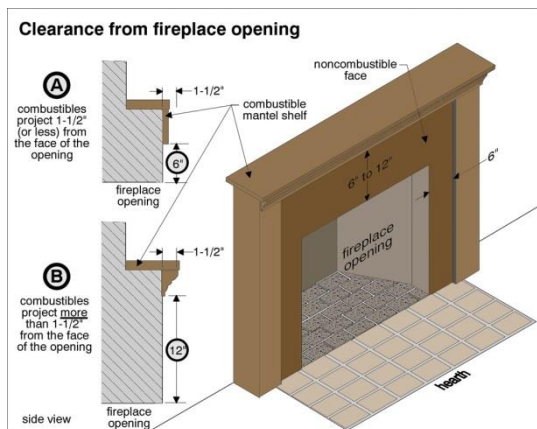 Clearance from fireplace opening
A
1-1/2"
combustibles
project 1-1/2"
(or less) from
the face of the
opening
combustible
mantel shelf
6"
fireplace
opening
noncombustible
face
6" to 12"
6"
fireplace
opening
hearth
B
1-1/2"
combustibles
project more
than 1-1/2"
from the face
of the opening
12"
fireplace
opening
side view